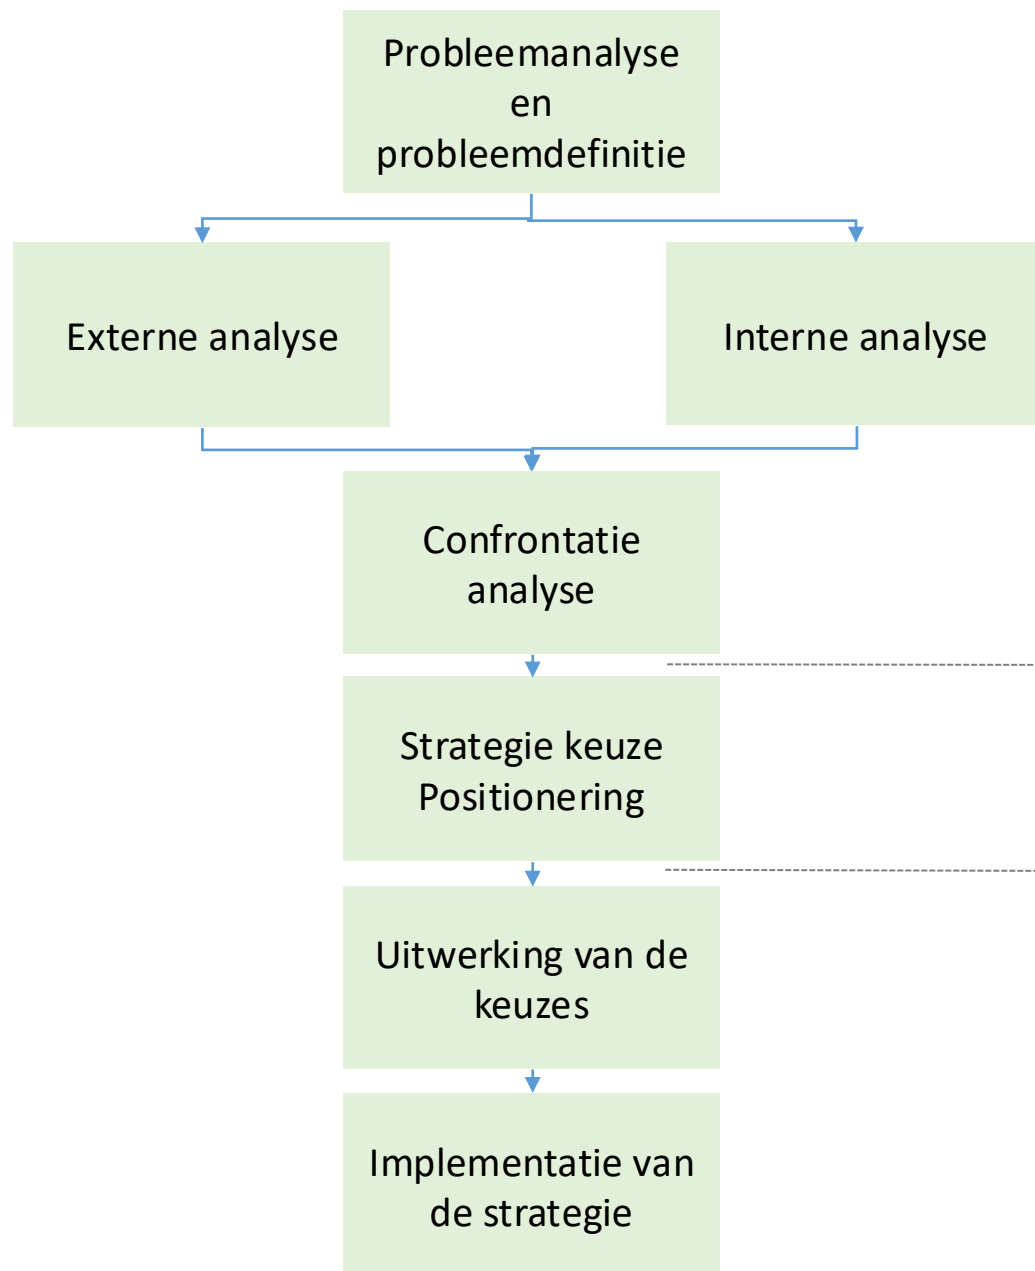 Probleemanalyse
en
probleemdefinitie
Externe analyse
Interne analyse
Confrontatie
analyse
Strategie keuze
Positionering
Uitwerking van de
keuzes
Implementatie van
de strategie